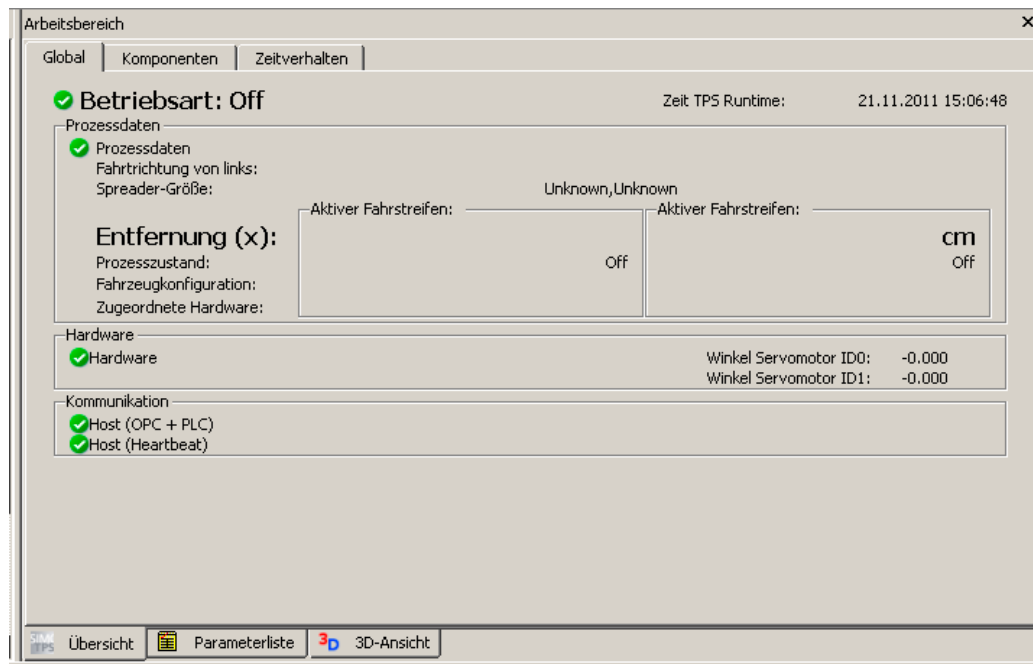 Arbeitsbereich
Global Komponenten Zeitverhalten
Betriebsart: Off Zeit TPS Runtime: 21.11.2011 15:06:48
Prozessdaten
Prozessdaten
Fahrtrichtung von links:
Spreader-Größe: Unknown,Unknown
Aktiver Fahrstreifen: Aktiver Fahrstreifen:
Entfernung (x): cm
Prozesszustand: Off Off
Fahrzeugkonfiguration:
Zugeordnete Hardware:
Hardware
Hardware Winkel Servomotor ID0: -0.000
Winkel Servomotor ID1: -0.000
Kommunikation
Host (OPC + PLC)
Host (Heartbeat)
Übersicht Parameterliste 3D 3D-Ansicht